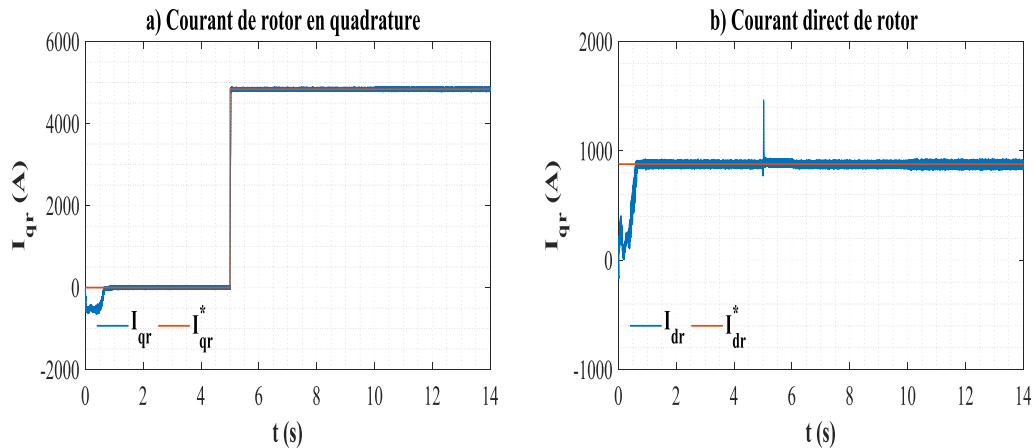 a) Courant de rotor en quadrature
6000
4000
2000
0
-2000
I_qr (A)
I_qr I*_qr
0 2 4 6 8 10 12 14
t (s)
b) Courant direct de rotor
2000
1000
0
-1000
I_qr (A)
I_dr I*_dr
0 2 4 6 8 10 12 14
t (s)